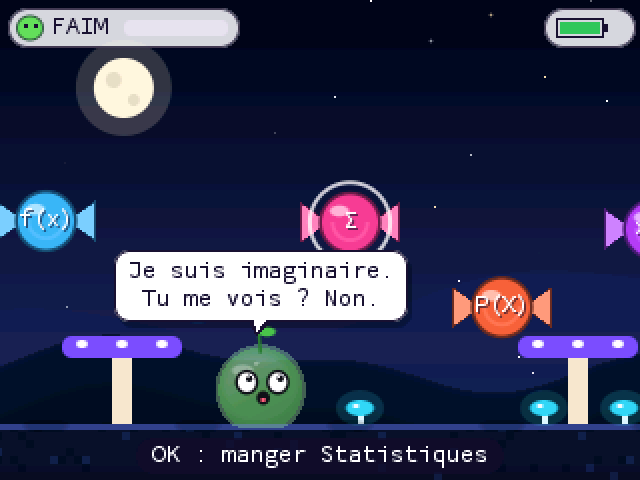 FAIM
f(x)
Σ
Je suis imaginaire.
Tu me vois ? Non.
P(X)
OK : manger Statistiques